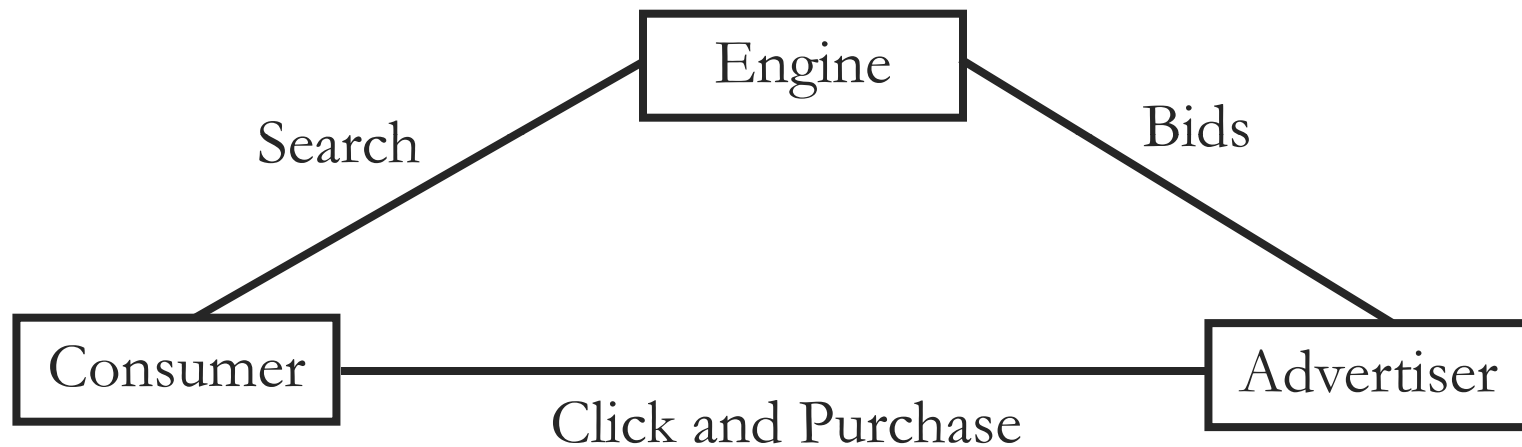 Engine
Bids
Search
Consumer
Advertiser
Click and Purchase